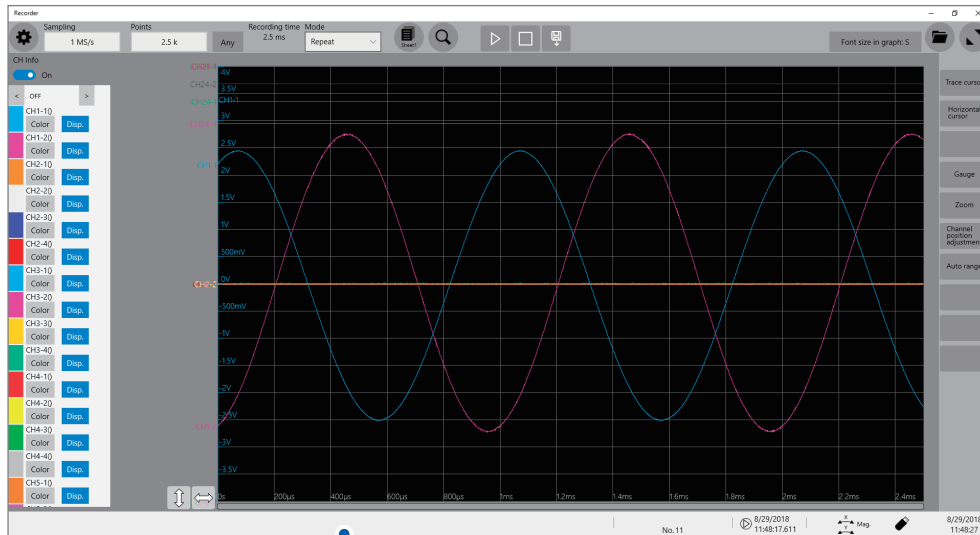 Recorder
Sampling
1 MS/s
Points
2.5 k
Any
Recording time
2.5 ms
Mode
Repeat
Sheet1
Font size in graph: S
CH Info
On
< OFF >
CH1-1()
Color Disp.
CH1-2()
Color Disp.
CH2-1()
Color Disp.
CH2-2()
Color Disp.
CH2-3()
Color Disp.
CH2-4()
Color Disp.
CH3-1()
Color Disp.
CH3-2()
Color Disp.
CH3-3()
Color Disp.
CH3-4()
Color Disp.
CH4-1()
Color Disp.
CH4-2()
Color Disp.
CH4-3()
Color Disp.
CH4-4()
Color Disp.
CH5-1()
Color Disp.
CH24-2
CH1-1
4V
3.5V
3V
2.5V
2V
1.5V
1V
500mV
0V
-500mV
-1V
-1.5V
-2V
-2.5V
-3V
-3.5V
CH2-2
0s 200µs 400µs 600µs 800µs 1ms 1.2ms 1.4ms 1.6ms 1.8ms 2ms 2.2ms 2.4ms
Trace cursor
Horizontal
cursor
Gauge
Zoom
Channel
position
adjustment
Auto range
No. 11
8/29/2018
11:48:17.611
X
Y
Mag.
8/29/2018
11:48:27